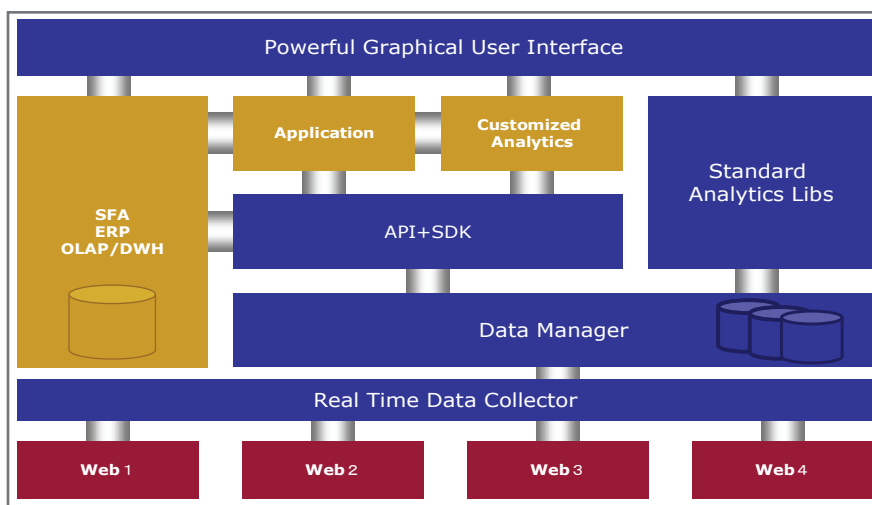 Powerful Graphical User Interface
Application
Customized
Analytics
Standard
Analytics Libs
SFA
ERP
OLAP/DWH
API+SDK
Data Manager
Real Time Data Collector
Web 1
Web 2
Web 3
Web 4